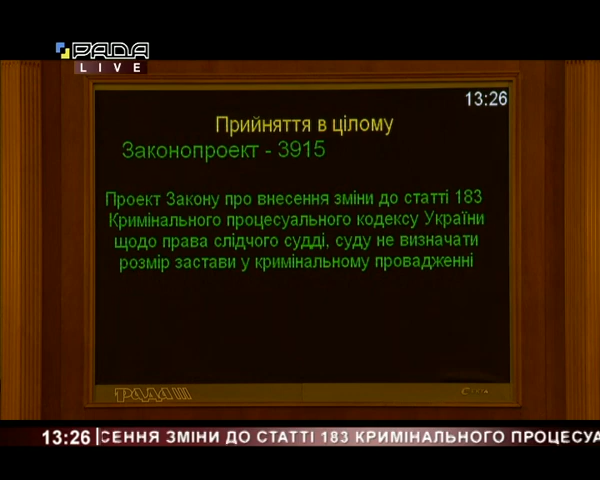 РАДА
LIVE
13:26
Прийняття в цілому
Законопроект - 3915
Проект Закону про внесення зміни до статті 183
Кримінального процесуального кодексу України
щодо права слідчого судді, суду не визначати
розмір застави у кримінальному провадженні
РАДА III
13:26 СЕННЯ ЗМІНИ ДО СТАТТІ 183 КРИМІНАЛЬНОГО ПРОЦЕСУА